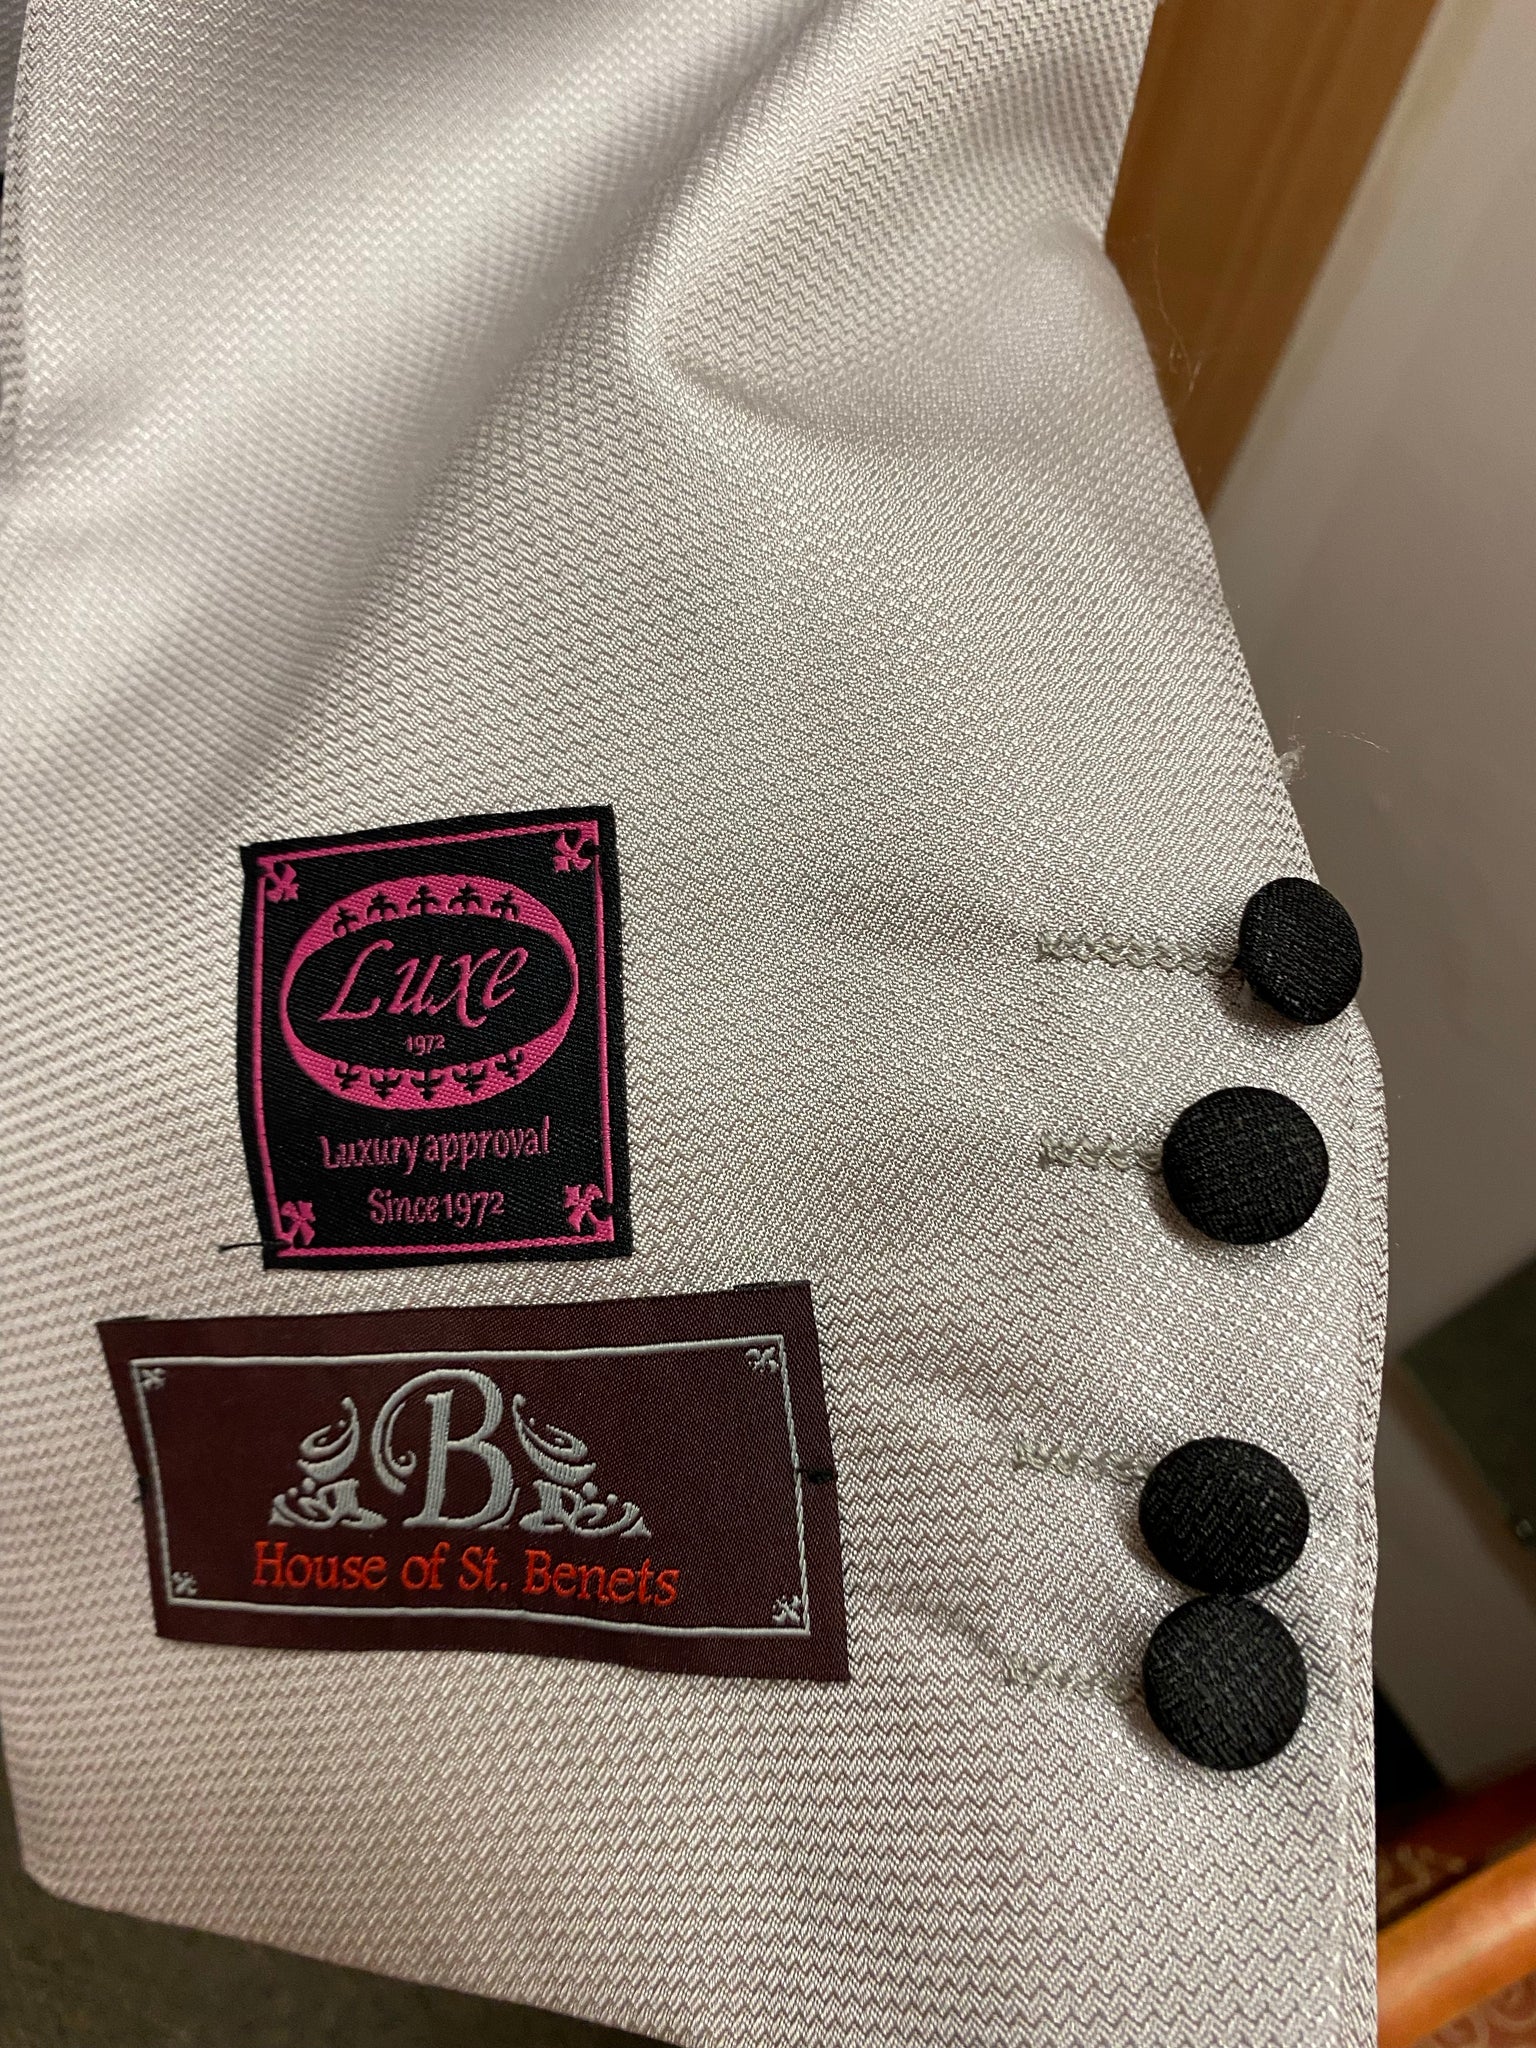 Luxe
1972
Luxury approval
Since 1972
B
House of St. Benets